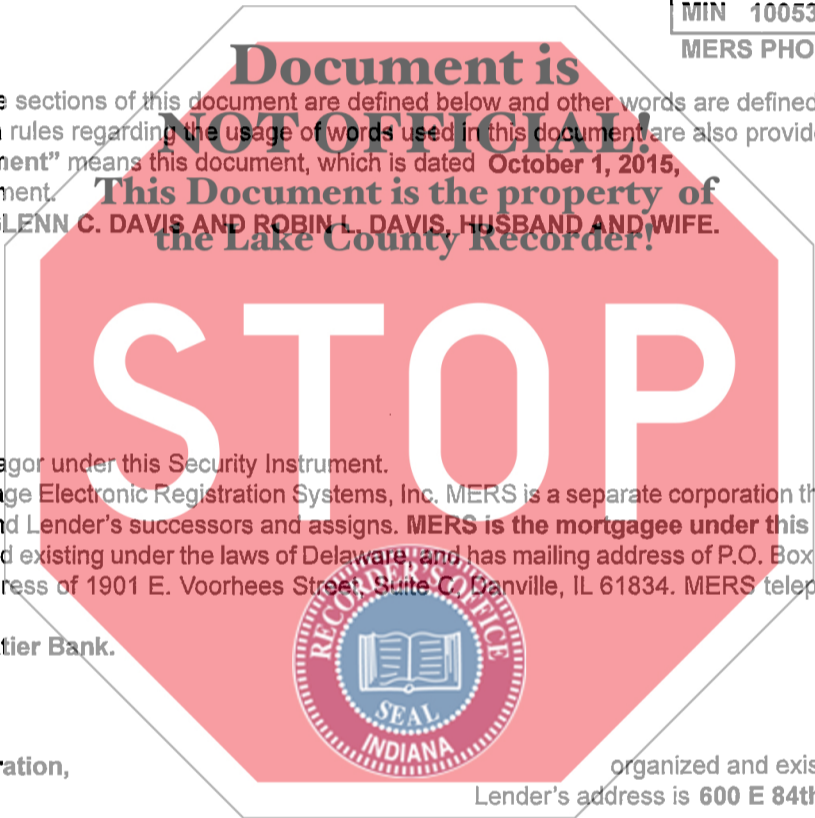 MIN 10053
MERS PHO
Document is
e sections of this document are defined below and other words are defined
rules regarding the usage of words used in this document are also provid
NOT OFFICIAL!
ment" means this document, which is dated October 1, 2015,
ment.
This Document is the property of
LENN C. DAVIS AND ROBIN L. DAVIS, HUSBAND AND WIFE.
the Lake County Recorder!
STOP
agor under this Security Instrument.
age Electronic Registration Systems, Inc. MERS is a separate corporation th
nd Lender's successors and assigns. MERS is the mortgagee under this
d existing under the laws of Delaware, and has mailing address of P.O. Box
ress of 1901 E. Voorhees Street, Suite C, Danville, IL 61834. MERS telep
RECORDER'S OFFICE
tier Bank.
SEAL
INDIANA
ration,
organized and exis
Lender's address is 600 E 84th